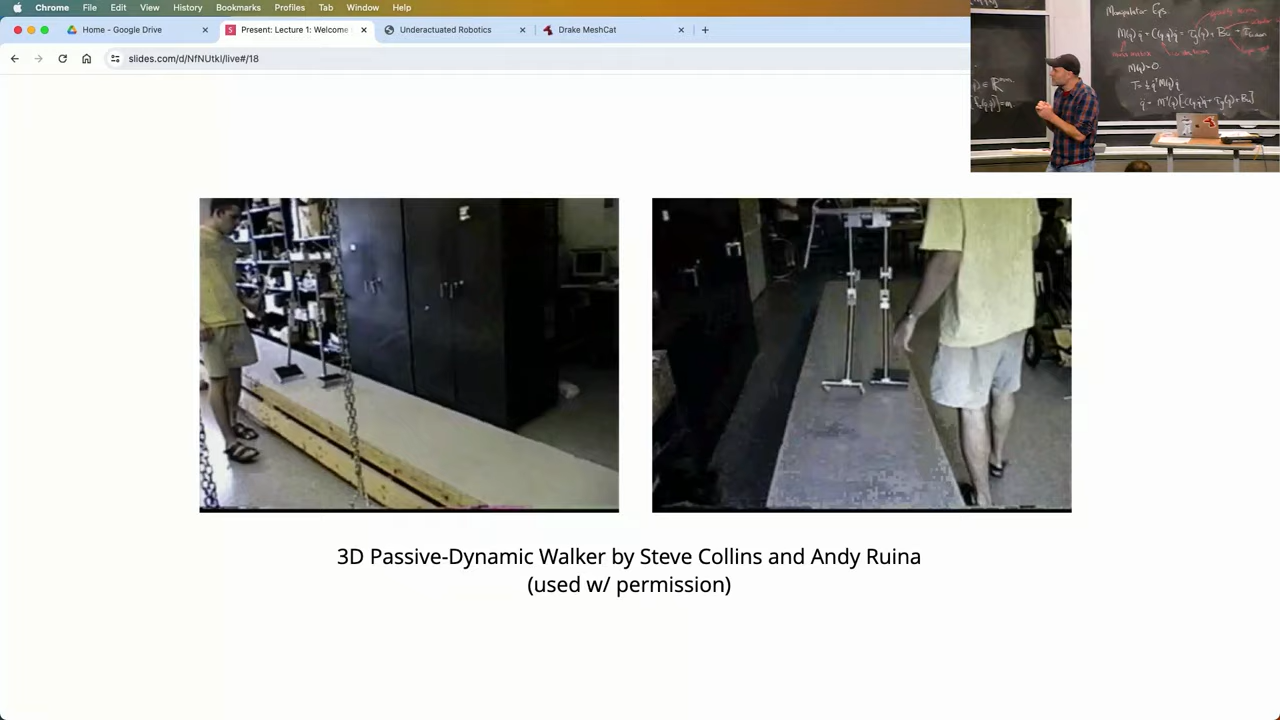 Chrome File Edit View History Bookmarks Profiles Tab Window Help
Home - Google Drive
Present: Lecture 1: Welcome
Underactuated Robotics
Drake MeshCat
slides.com/d/NfNUtkI/live#/18
Manipulator Eqs.
3D Passive-Dynamic Walker by Steve Collins and Andy Ruina
(used w/ permission)